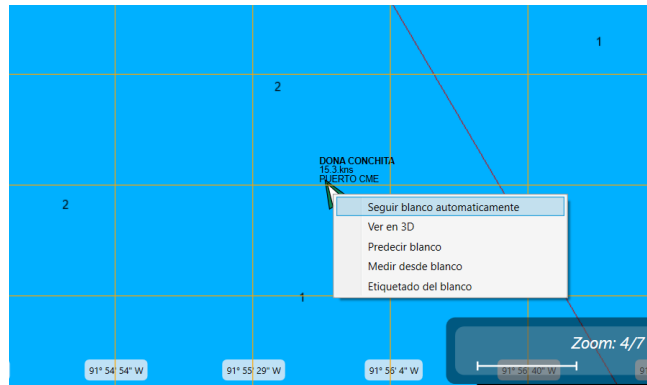 1
2
DONA CONCHITA
15.3.kns
PUERTO CME
2
Seguir blanco automaticamente
Ver en 3D
Predecir blanco
Medir desde blanco
Etiquetado del blanco
1
Zoom: 4/7
91° 54' 54" W
91° 55' 29" W
91° 56' 4" W
91° 56' 40" W